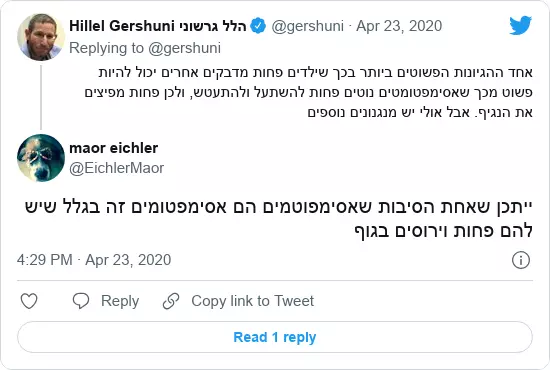 Hillel Gershuni הלל גרשוני @gershuni · Apr 23, 2020
Replying to @gershuni
אחד ההגיונות הפשוטים ביותר בכך שילדים פחות מדבקים אחרים יכול להיות
פשוט מכך שאסימפטומטים נוטים פחות להשתעל ולהתעטש, ולכן פחות מפיצים
את הנגיף. אבל אולי יש מנגנונים נוספים
maor eichler
@EichlerMaor
ייתכן שאחת הסיבות שאסימפוטמים הם אסימפטומים זה בגלל שיש
להם פחות וירוסים בגוף
4:29 PM · Apr 23, 2020
Reply
Copy link to Tweet
Read 1 reply